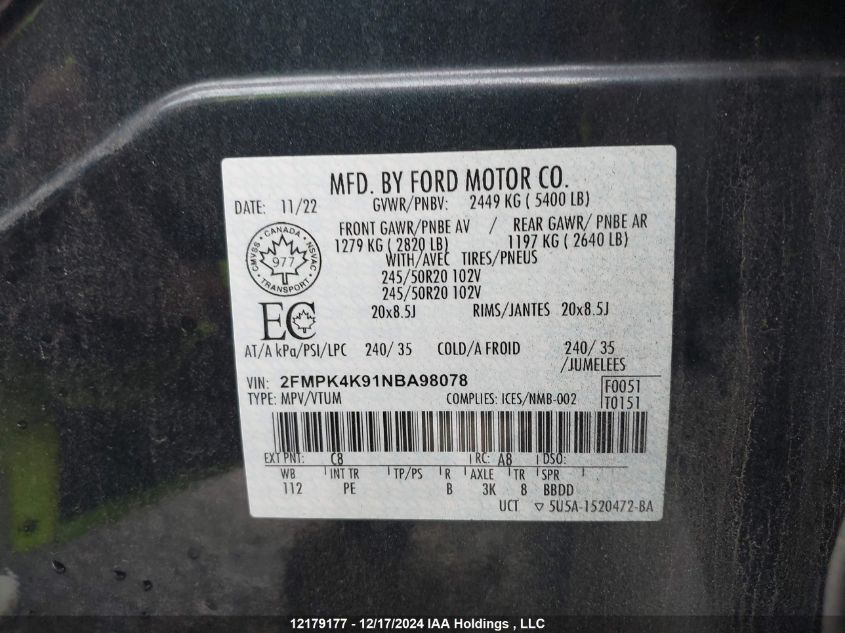 MFD. BY FORD MOTOR CO.
DATE: 11/22 GVWR/PNBV: 2449 KG ( 5400 LB)
FRONT GAWR/PNBE AV / REAR GAWR/ PNBE AR
1279 KG ( 2820 LB) 1197 KG ( 2640 LB)
WITH/AVEC TIRES/PNEUS
245/50R20 102V
245/50R20 102V
20x8.5J RIMS/JANTES 20x8.5J
CANADA
CMVSS NSVAC
977
TRANSPORT
EC
AT/A kPa/PSI/LPC 240/ 35 COLD/A FROID 240/ 35
/JUMELEES
VIN: 2FMPK4K91NBA98078 F0051
TYPE: MPV/VTUM COMPLIES: ICES/NMB-002 T0151
EXT PNT: C8 RC: A8 DSO:
WB INT TR TP/PS R AXLE TR SPR
112 PE B 3K 8 BBDD
UCT ▽ 5U5A-1520472-BA
12179177 - 12/17/2024 IAA Holdings , LLC